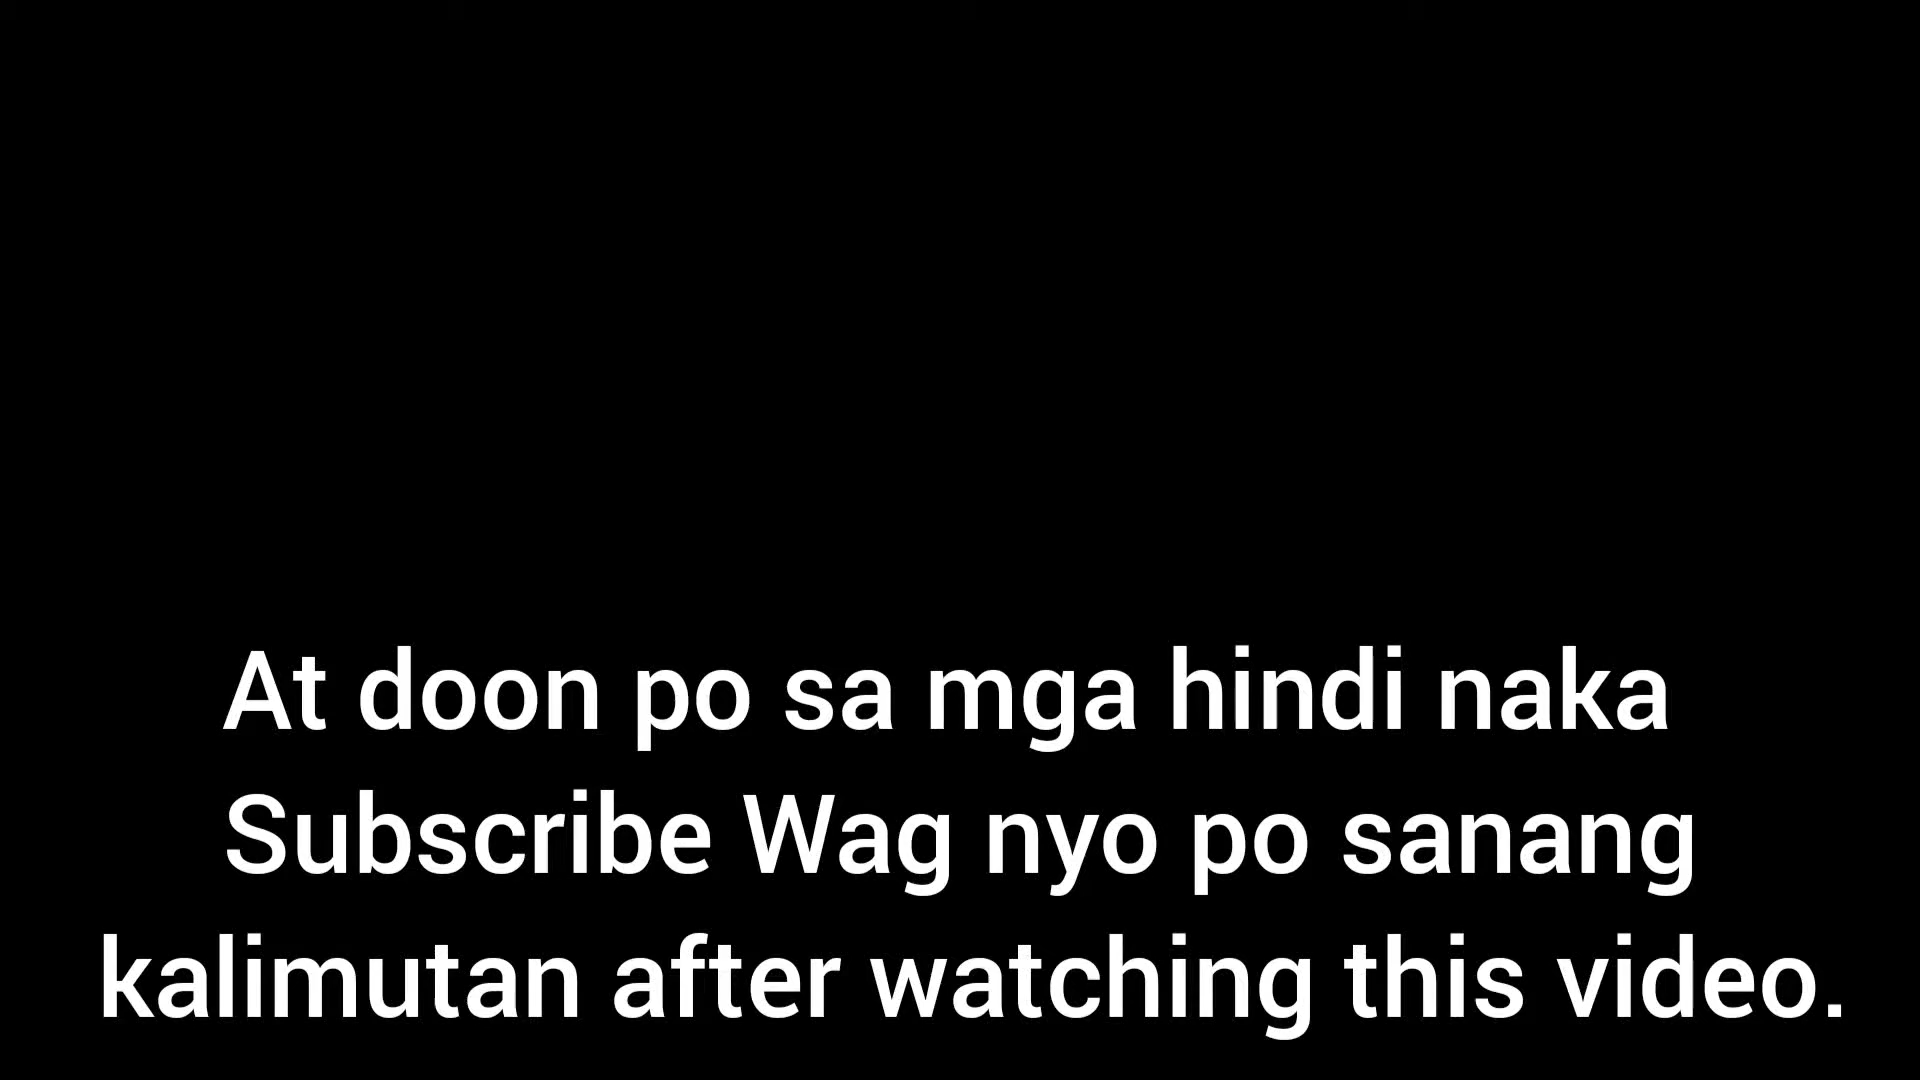 At doon po sa mga hindi naka
Subscribe Wag nyo po sanang
kalimutan after watching this video.